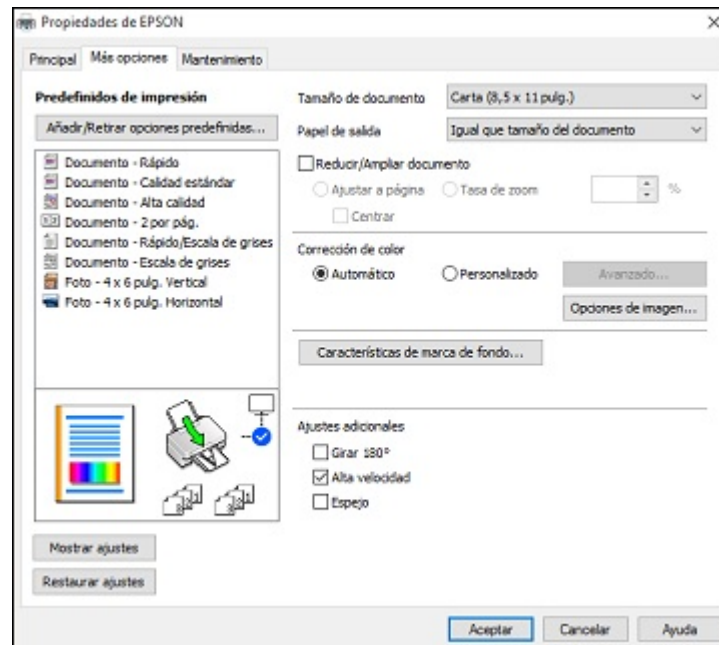 Propiedades de EPSON
Principal
Más opciones
Mantenimiento
Predefinidos de impresión
Añadir/Retirar opciones predefinidas...
Documento - Rápido
Documento - Calidad estándar
Documento - Alta calidad
Documento - 2 por pág.
Documento - Rápido/Escala de grises
Documento - Escala de grises
Foto - 4 x 6 pulg. Vertical
Foto - 4 x 6 pulg. Horizontal
Mostrar ajustes
Restaurar ajustes
Tamaño de documento
Carta (8,5 x 11 pulg.)
Papel de salida
Igual que tamaño del documento
Reducir/Ampliar documento
Ajustar a página
Tasa de zoom
%
Centrar
Corrección de color
Automático
Personalizado
Avanzado...
Opciones de imagen...
Características de marca de fondo...
Ajustes adicionales
Girar 180º
Alta velocidad
Espejo
Aceptar
Cancelar
Ayuda